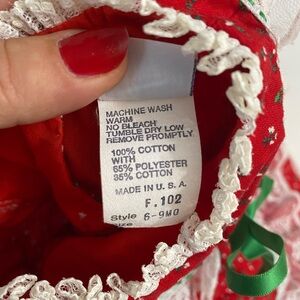 MACHINE WASH
WARM
NO BLEACH
TUMBLE DRY LOW
REMOVE PROMPTLY.
100% COTTON
WITH
65% POLYESTER
35% COTTON
MADE IN U.S.A.
F. 102
Style 6-9MO